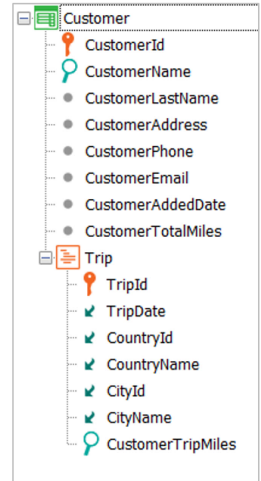 Customer
CustomerId
CustomerName
CustomerLastName
CustomerAddress
CustomerPhone
CustomerEmail
CustomerAddedDate
CustomerTotalMiles
Trip
TripId
TripDate
CountryId
CountryName
CityId
CityName
CustomerTripMiles